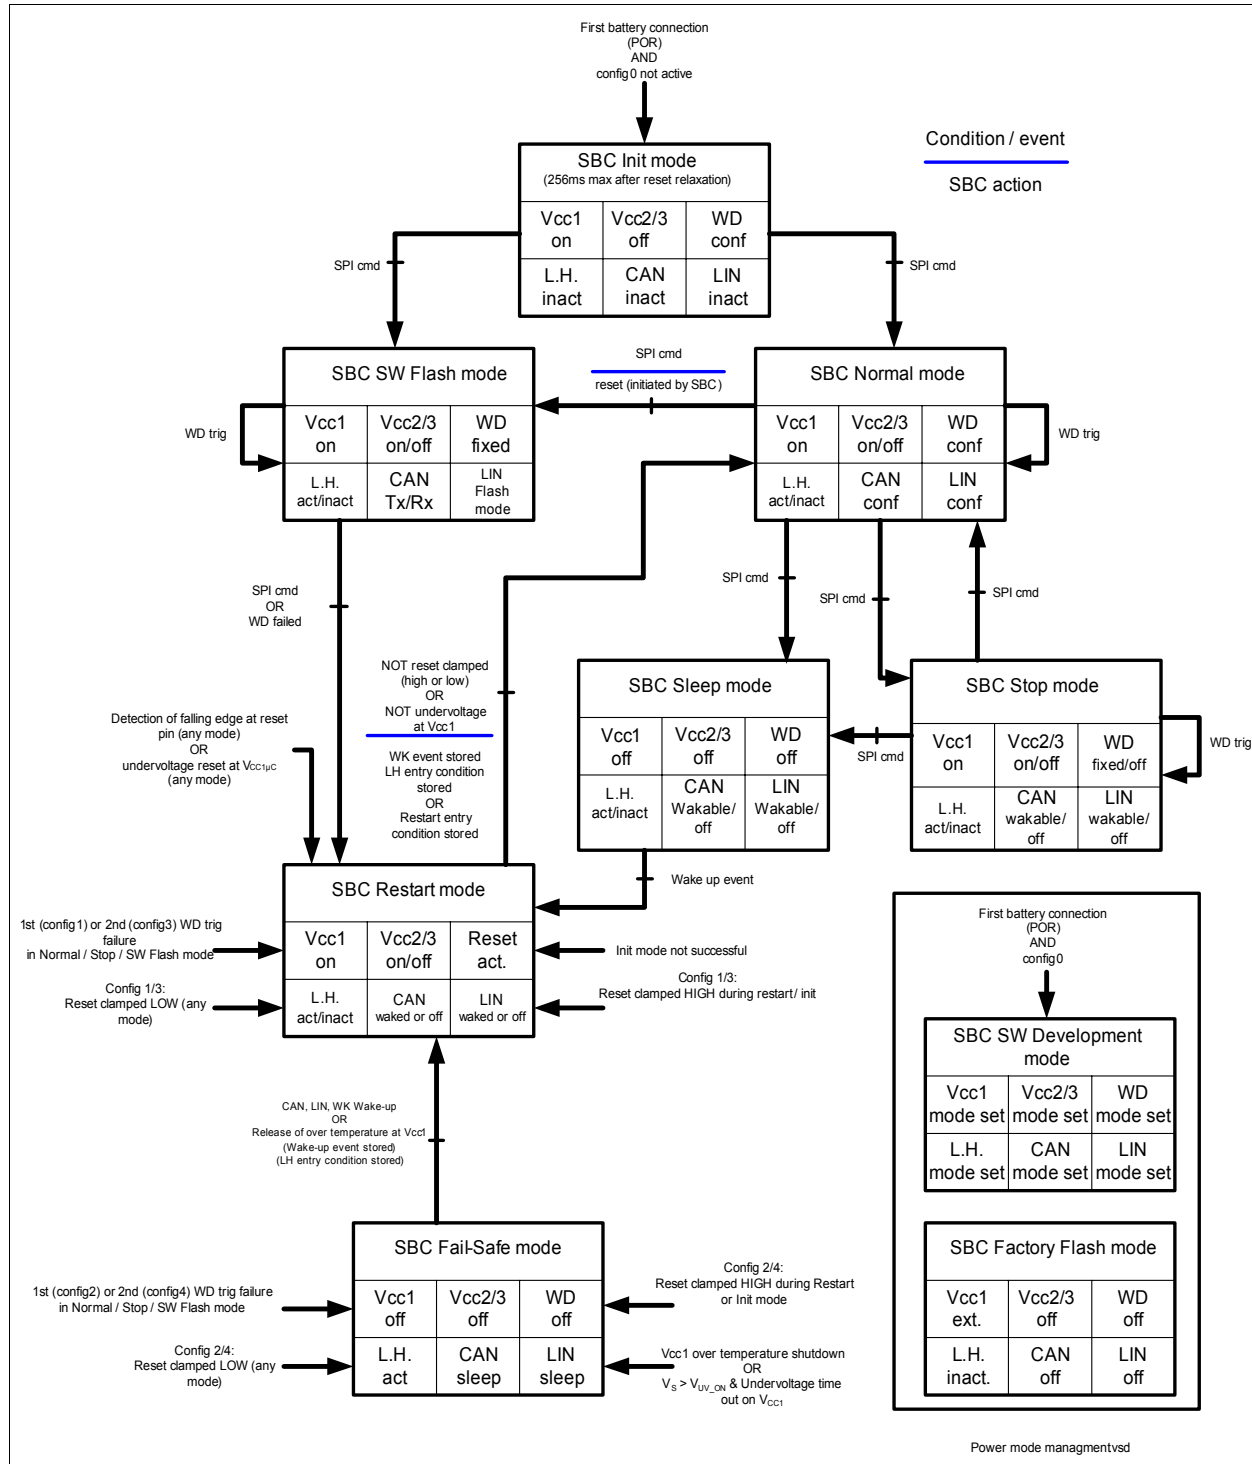 First battery connection
(POR)
AND
config0 not active
Condition / event
SBC action
SBC Init mode
(256ms max after reset relaxation)
Vcc1
on
Vcc2/3
off
WD
conf
L.H.
inact
CAN
inact
LIN
inact
SPI cmd
SPI cmd
SBC SW Flash mode
Vcc1
on
Vcc2/3
on/off
WD
fixed
L.H.
act/inact
CAN
Tx/Rx
LIN
Flash
mode
WD trig
SPI cmd
reset (initiated by SBC)
SBC Normal mode
Vcc1
on
Vcc2/3
on/off
WD
conf
L.H.
act/inact
CAN
conf
LIN
conf
WD trig
SPI cmd
OR
WD failed
SPI cmd
SPI cmd
SPI cmd
NOT reset clamped
(high or low)
OR
NOT undervoltage
at Vcc1
WK event stored
LH entry condition
stored
OR
Restart entry
condition stored
Detection of falling edge at reset
pin (any mode)
OR
undervoltage reset at VCC1µC
(any mode)
SBC Sleep mode
Vcc1
off
Vcc2/3
off
WD
off
L.H.
act/inact
CAN
Wakable/
off
LIN
Wakable/
off
SPI cmd
SBC Stop mode
Vcc1
on
Vcc2/3
on/off
WD
fixed/off
L.H.
act/inact
CAN
wakable/
off
LIN
wakable/
off
WD trig
Wake up event
SBC Restart mode
Vcc1
on
Vcc2/3
on/off
Reset
act.
L.H.
act/inact
CAN
waked or off
LIN
waked or off
1st (config1) or 2nd (config3) WD trig
failure
in Normal / Stop / SW Flash mode
Config 1/3:
Reset clamped LOW (any
mode)
Init mode not successful
Config 1/3:
Reset clamped HIGH during restart/ init
CAN, LIN, WK Wake-up
OR
Release of over temperature at Vcc1
(Wake-up event stored)
(LH entry condition stored)
SBC Fail-Safe mode
Vcc1
off
Vcc2/3
off
WD
off
L.H.
act
CAN
sleep
LIN
sleep
1st (config2) or 2nd (config4) WD trig failure
in Normal / Stop / SW Flash mode
Config 2/4:
Reset clamped LOW (any
mode)
Config 2/4:
Reset clamped HIGH during Restart
or Init mode
Vcc1 over temperature shutdown
OR
VS > VUV_ON & Undervoltage time
out on VCC1
First battery connection
(POR)
AND
config0
SBC SW Development
mode
Vcc1
mode set
Vcc2/3
mode set
WD
mode set
L.H.
mode set
CAN
mode set
LIN
mode set
SBC Factory Flash mode
Vcc1
ext.
Vcc2/3
off
WD
off
L.H.
inact.
CAN
off
LIN
off
Power mode managmentvsd